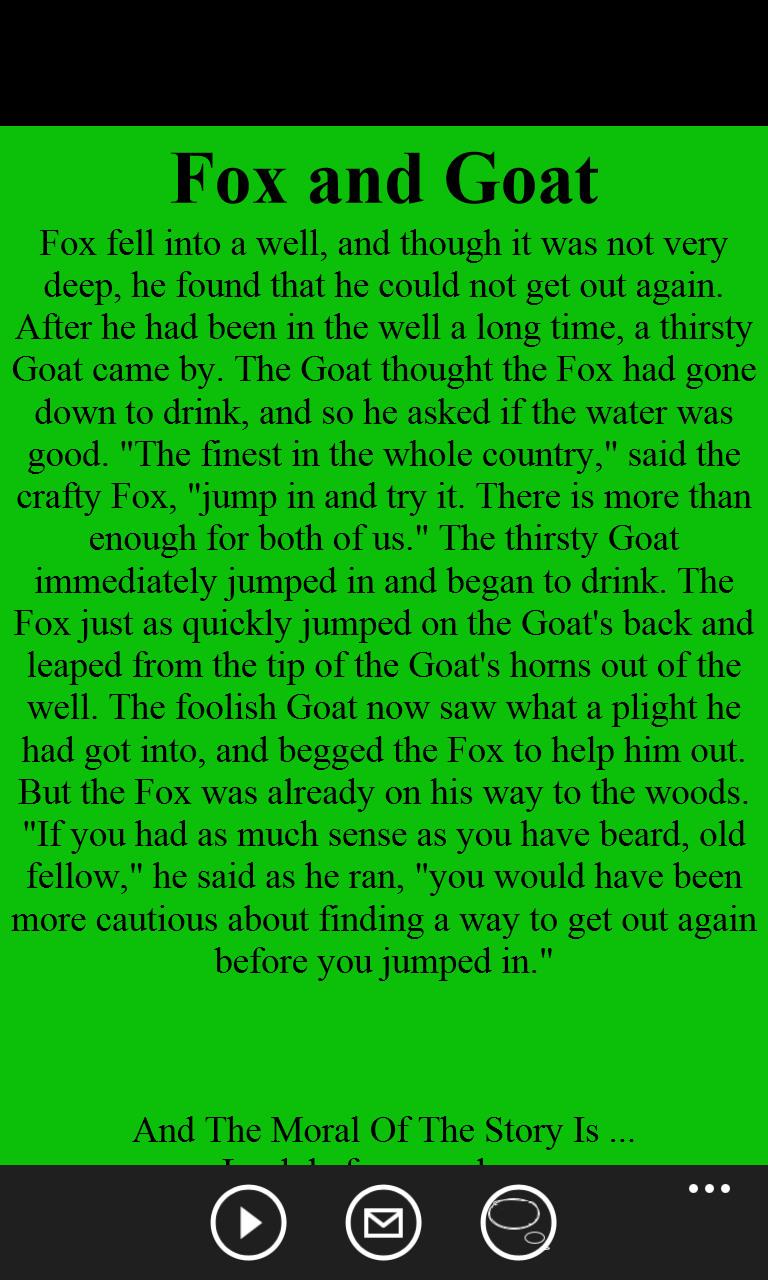 Fox and Goat
Fox fell into a well, and though it was not very
deep, he found that he could not get out again.
After he had been in the well a long time, a thirsty
Goat came by. The Goat thought the Fox had gone
down to drink, and so he asked if the water was
good. "The finest in the whole country," said the
crafty Fox, "jump in and try it. There is more than
enough for both of us." The thirsty Goat
immediately jumped in and began to drink. The
Fox just as quickly jumped on the Goat's back and
leaped from the tip of the Goat's horns out of the
well. The foolish Goat now saw what a plight he
had got into, and begged the Fox to help him out.
But the Fox was already on his way to the woods.
"If you had as much sense as you have beard, old
fellow," he said as he ran, "you would have been
more cautious about finding a way to get out again
before you jumped in."
And The Moral Of The Story Is ...